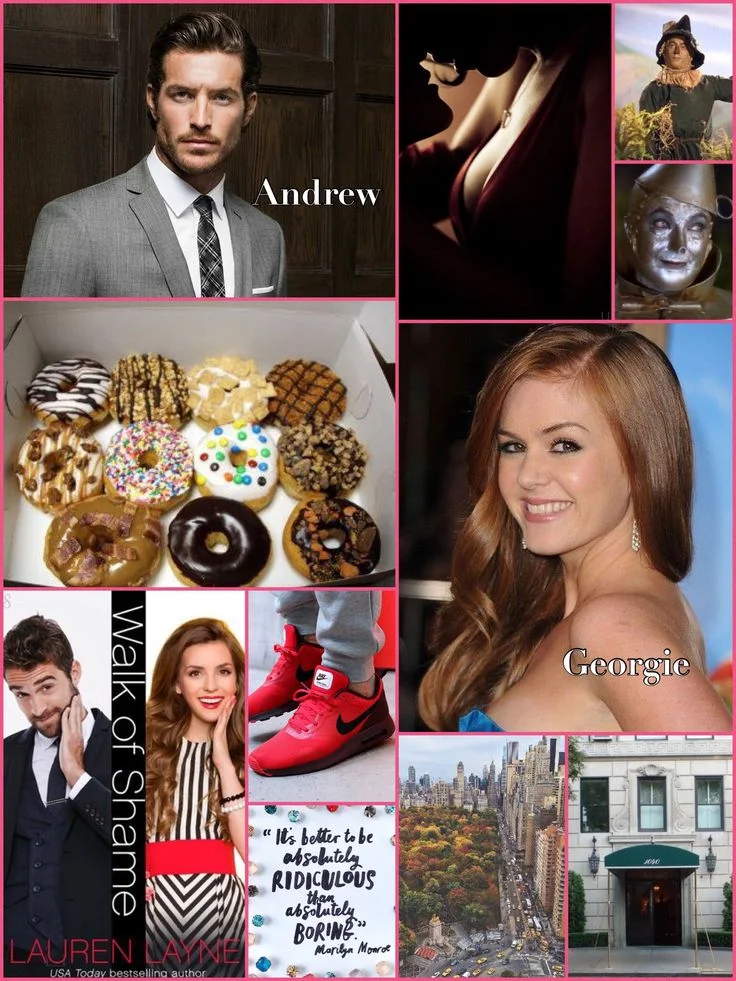 Andrew
Georgie
Walk of Shame
LAUREN LAYNE
USA Today bestselling author
"It's better to be
absolutely
RIDICULOUS
than
absolutely
BORING."
Marilyn Monroe
1040